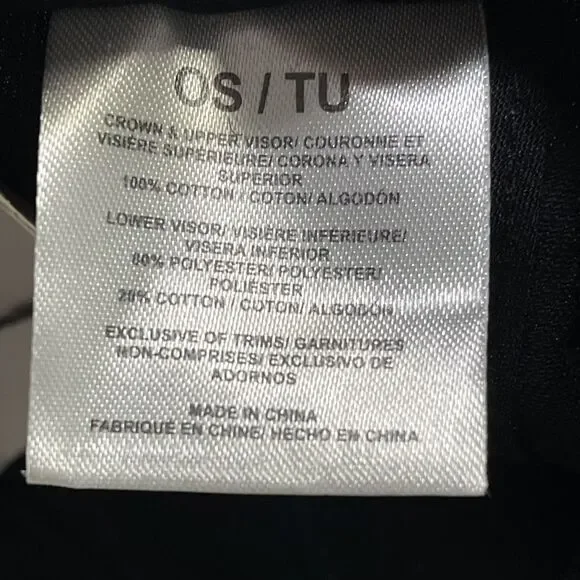 OS / TU
CROWN & UPPER VISOR/ COURONNE ET
VISIÈRE SUPÉRIEURE/ CORONA Y VISERA
SUPERIOR
100% COTTON / COTON/ ALGODÓN
LOWER VISOR/ VISIÈRE INFÉRIEURE/
VISERA INFERIOR
80% POLYESTER/ POLYESTER/
POLIÉSTER
20% COTTON / COTON/ ALGODÓN
EXCLUSIVE OF TRIMS/ GARNITURES
NON-COMPRISES/ EXCLUSIVO DE
ADORNOS
MADE IN CHINA
FABRIQUÉ EN CHINE/ HECHO EN CHINA